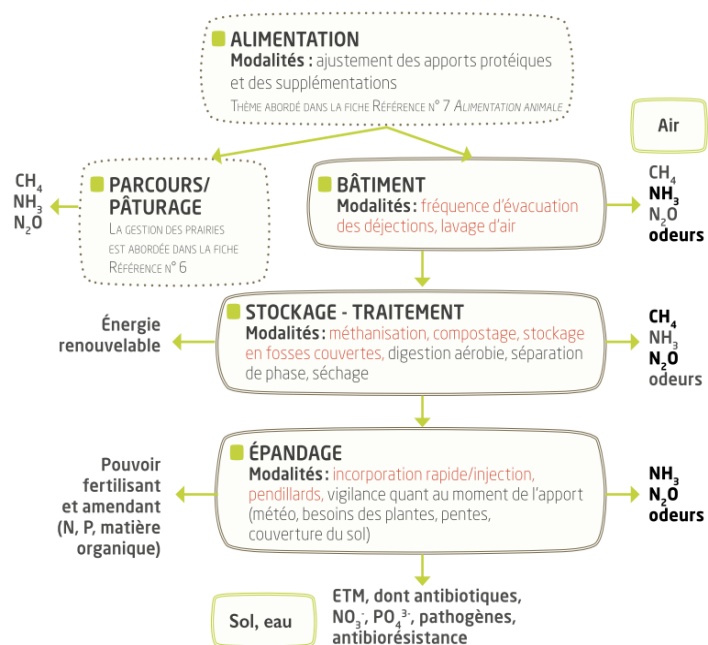 ALIMENTATION
Modalités : ajustement des apports protéiques
et des supplémentations
Thème abordé dans la fiche Référence n° 7 Alimentation animale
Air
CH₄
NH₃
N₂O
PARCOURS/
PÂTURAGE
La gestion des prairies
est abordée dans la fiche
Référence n° 6
BÂTIMENT
Modalités : fréquence d'évacuation
des déjections, lavage d'air
CH₄
NH₃
N₂O
odeurs
Énergie
renouvelable
STOCKAGE - TRAITEMENT
Modalités : méthanisation, compostage, stockage
en fosses couvertes, digestion aérobie, séparation
de phase, séchage
CH₄
NH₃
N₂O
odeurs
Pouvoir
fertilisant
et amendant
(N, P, matière
organique)
ÉPANDAGE
Modalités : incorporation rapide/injection,
pendillards, vigilance quant au moment de l'apport
(météo, besoins des plantes, pentes,
couverture du sol)
NH₃
N₂O
odeurs
Sol, eau
ETM, dont antibiotiques,
NO₃⁻, PO₄³⁻, pathogènes,
antibiorésistance